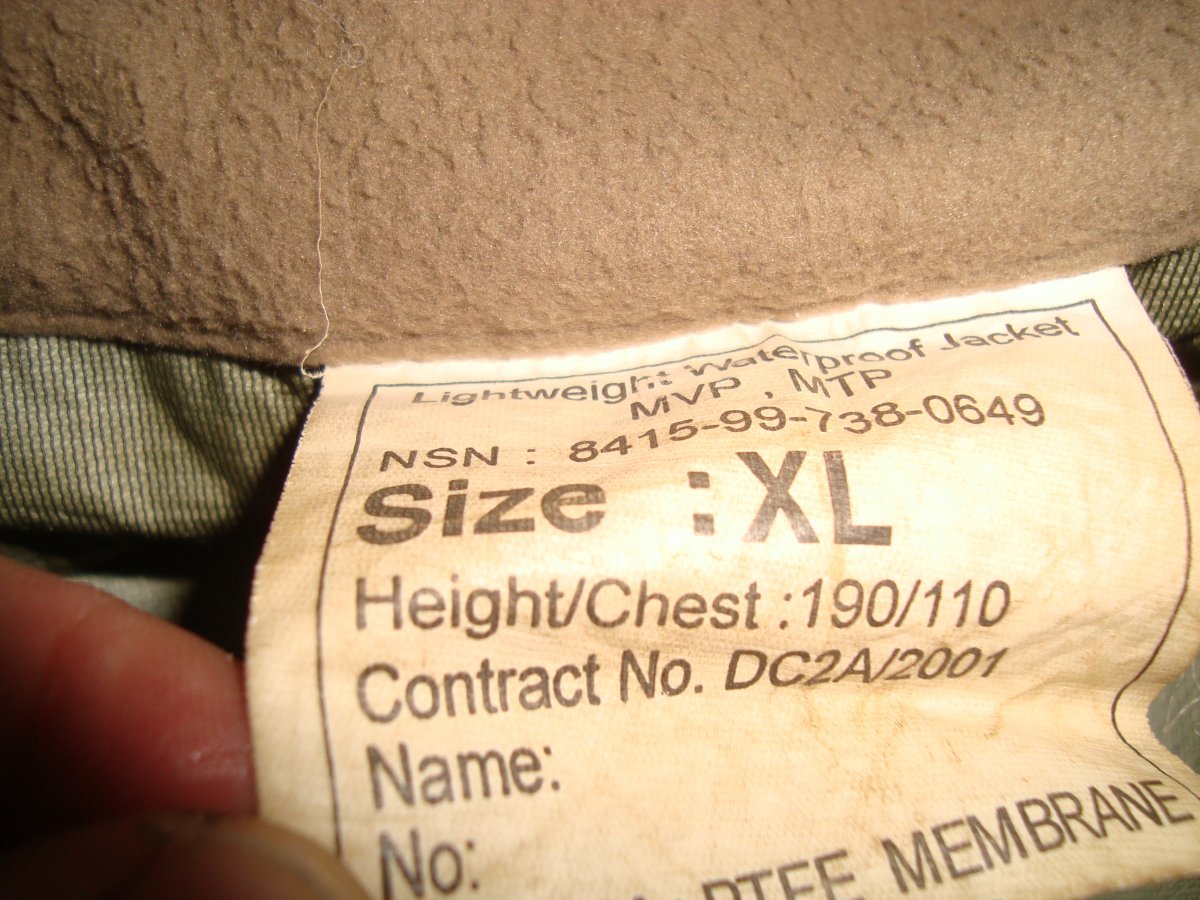 Lightweight Waterproof Jacket
MVP , MTP
NSN : 8415-99-738-0649
Size : XL
Height/Chest :190/110
Contract No. DC2A/2001
Name:
No:
PTFE MEMBRANE